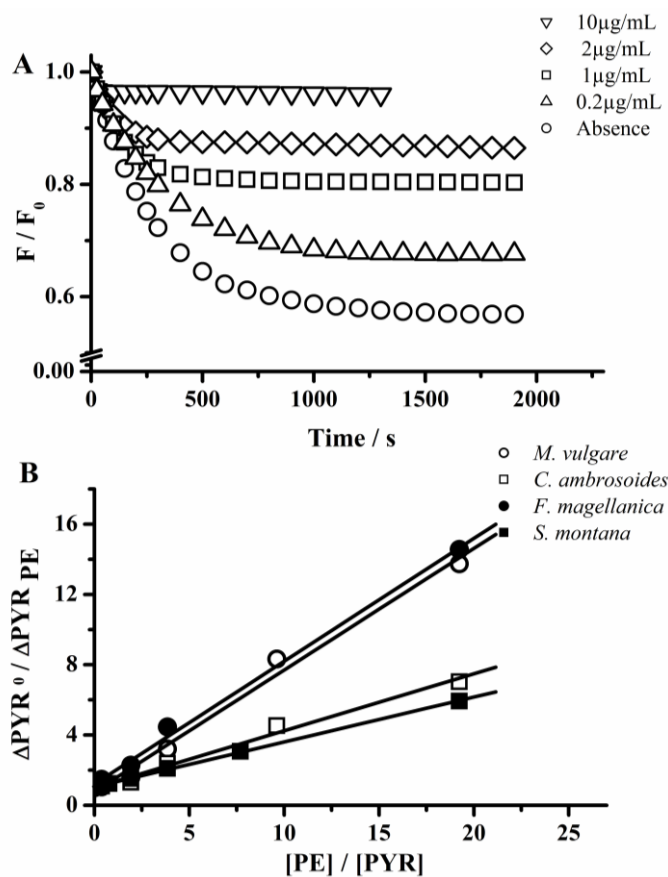 10µg/mL
2µg/mL
1µg/mL
0.2µg/mL
Absence
A
1.0
0.8
0.6
0.00
F / F0
0 500 1000 1500 2000
Time / s
B
M. vulgare
C. ambrosoides
F. magellanica
S. montana
16
12
8
4
0
ΔPYR⁰ / ΔPYR PE
0 5 10 15 20 25
[PE] / [PYR]